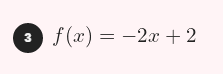 3 f(x) = −2x + 2